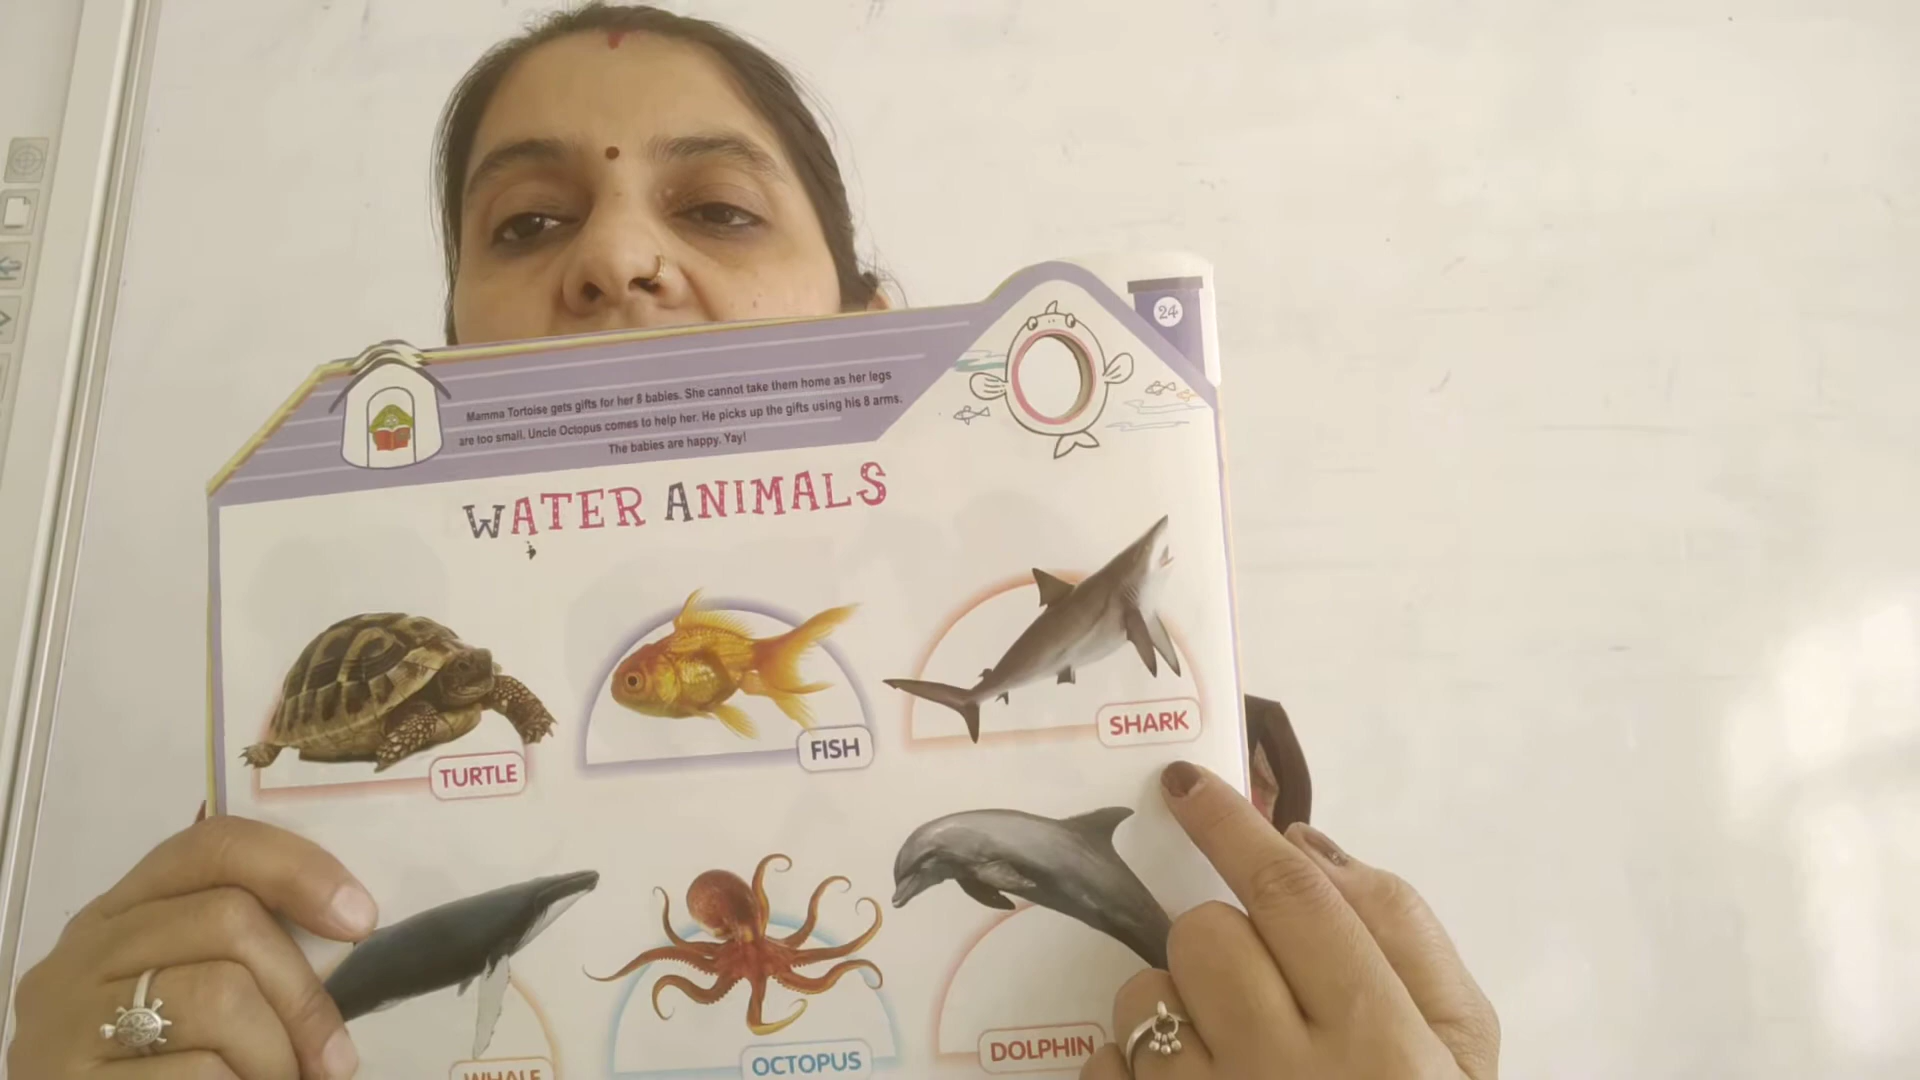 24
Mamma Tortoise gets gifts for her 8 babies. She cannot take them home as her legs
are too small. Uncle Octopus comes to help her. He picks up the gifts using his 8 arms.
The babies are happy. Yay!
WATER ANIMALS
TURTLE
FISH
SHARK
WHALE
OCTOPUS
DOLPHIN